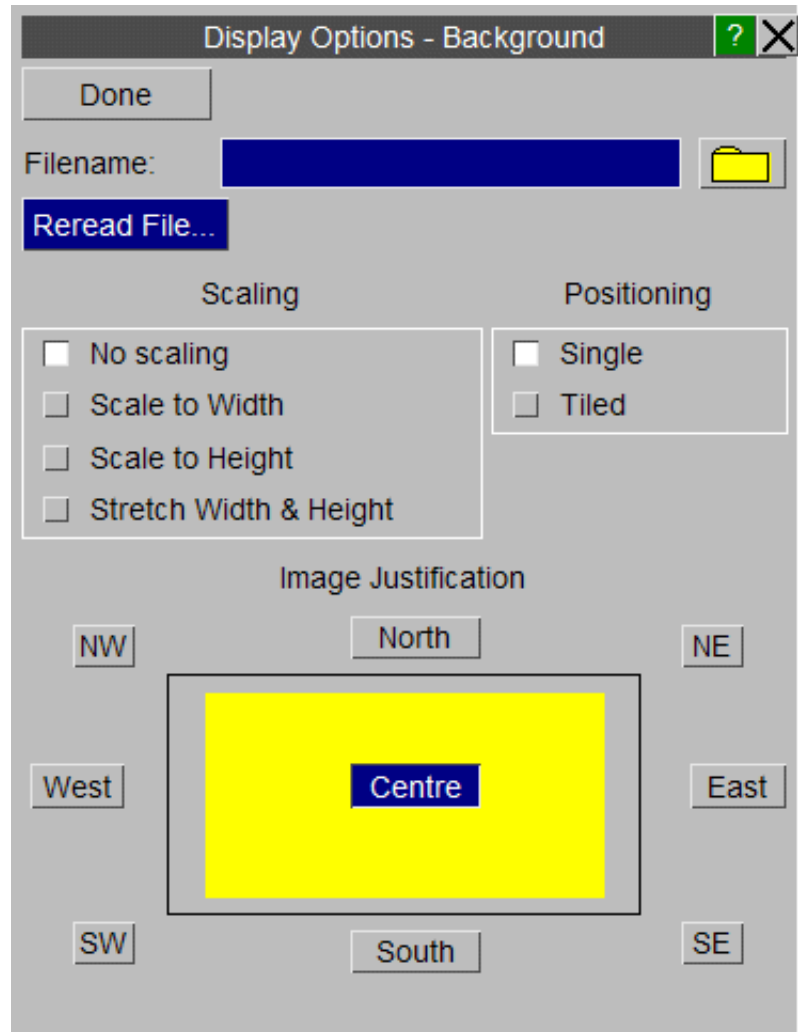 Display Options - Background ?
Done
Filename:
Reread File...
Scaling Positioning
No scaling Single
Scale to Width Tiled
Scale to Height
Stretch Width & Height
Image Justification
NW North NE
West Centre East
SW South SE